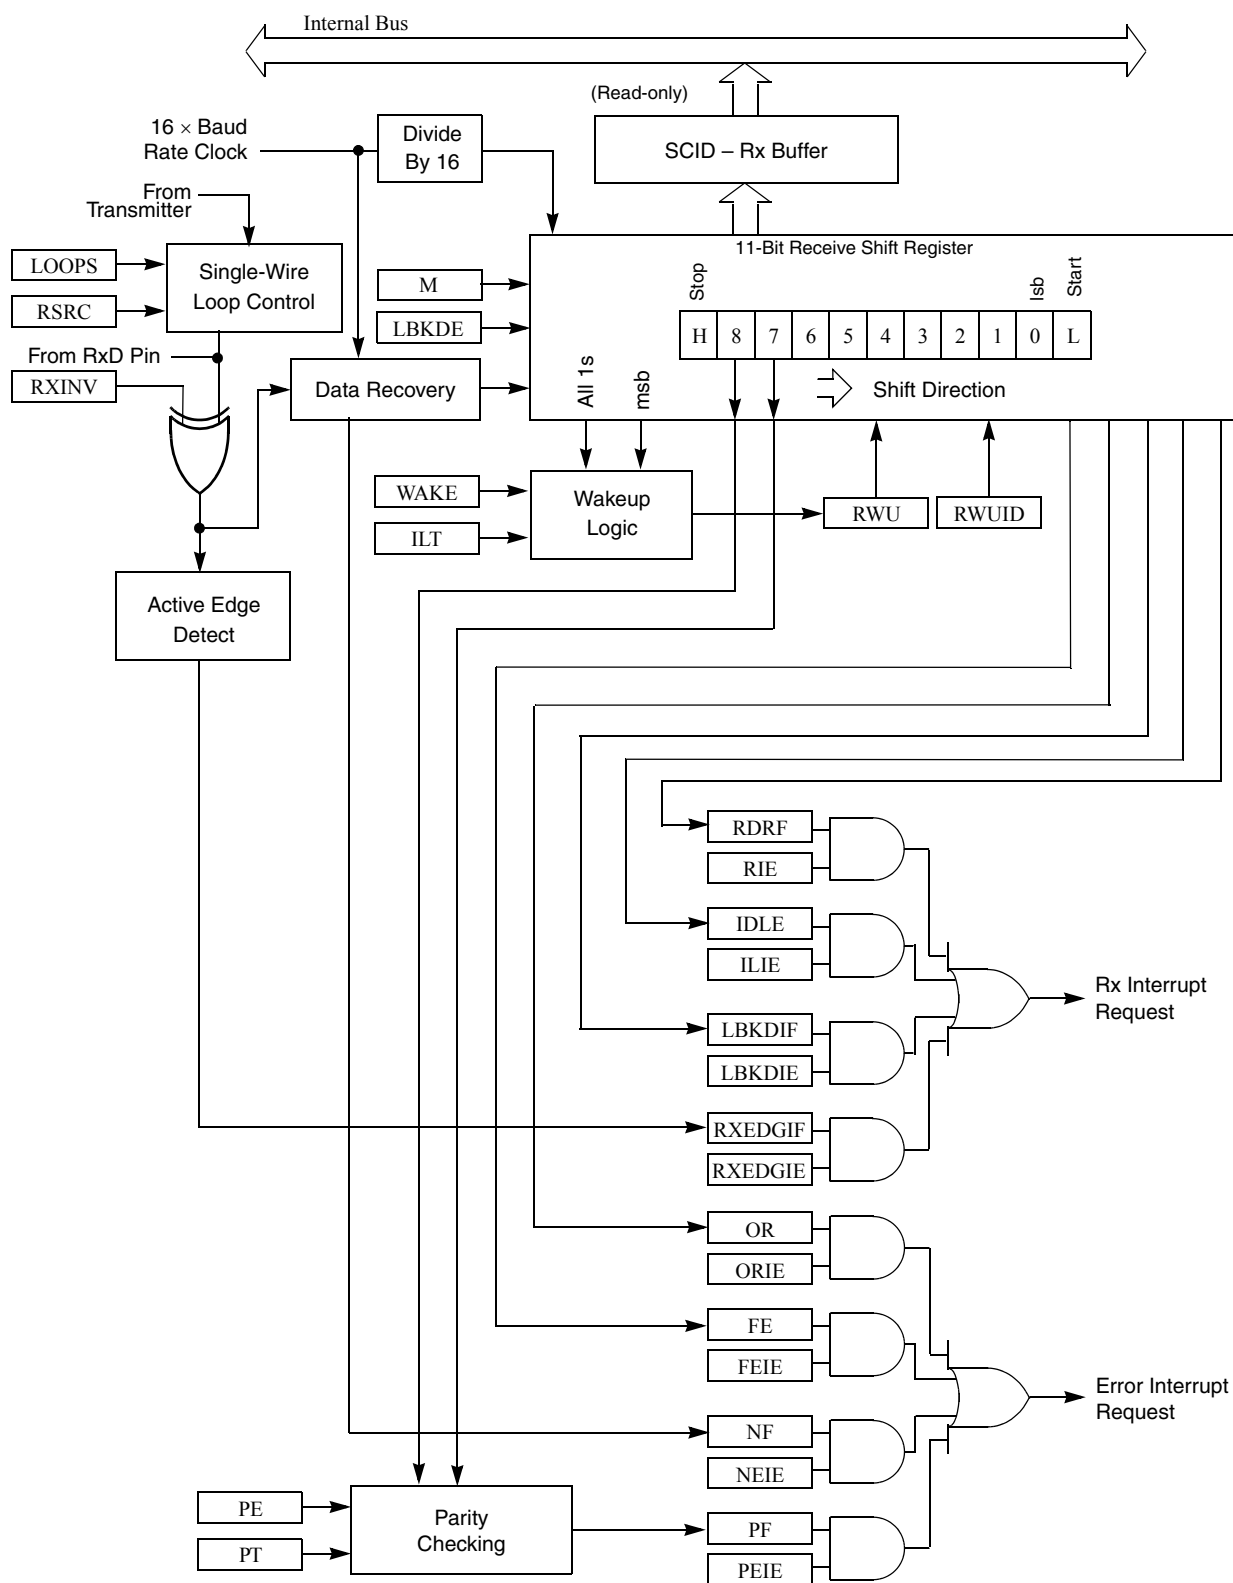 Internal Bus
(Read-only)
16 × Baud
Rate Clock
Divide
By 16
SCID – Rx Buffer
From
Transmitter
11-Bit Receive Shift Register
LOOPS
RSRC
Single-Wire
Loop Control
M
LBKDE
Stop
lsb
Start
H 8 7 6 5 4 3 2 1 0 L
From RxD Pin
RXINV
Data Recovery
All 1s
msb
Shift Direction
WAKE
ILT
Wakeup
Logic
RWU
RWUID
Active Edge
Detect
RDRF
RIE
IDLE
ILIE
Rx Interrupt
Request
LBKDIF
LBKDIE
RXEDGIF
RXEDGIE
OR
ORIE
FE
FEIE
Error Interrupt
Request
NF
NEIE
PE
PT
Parity
Checking
PF
PEIE